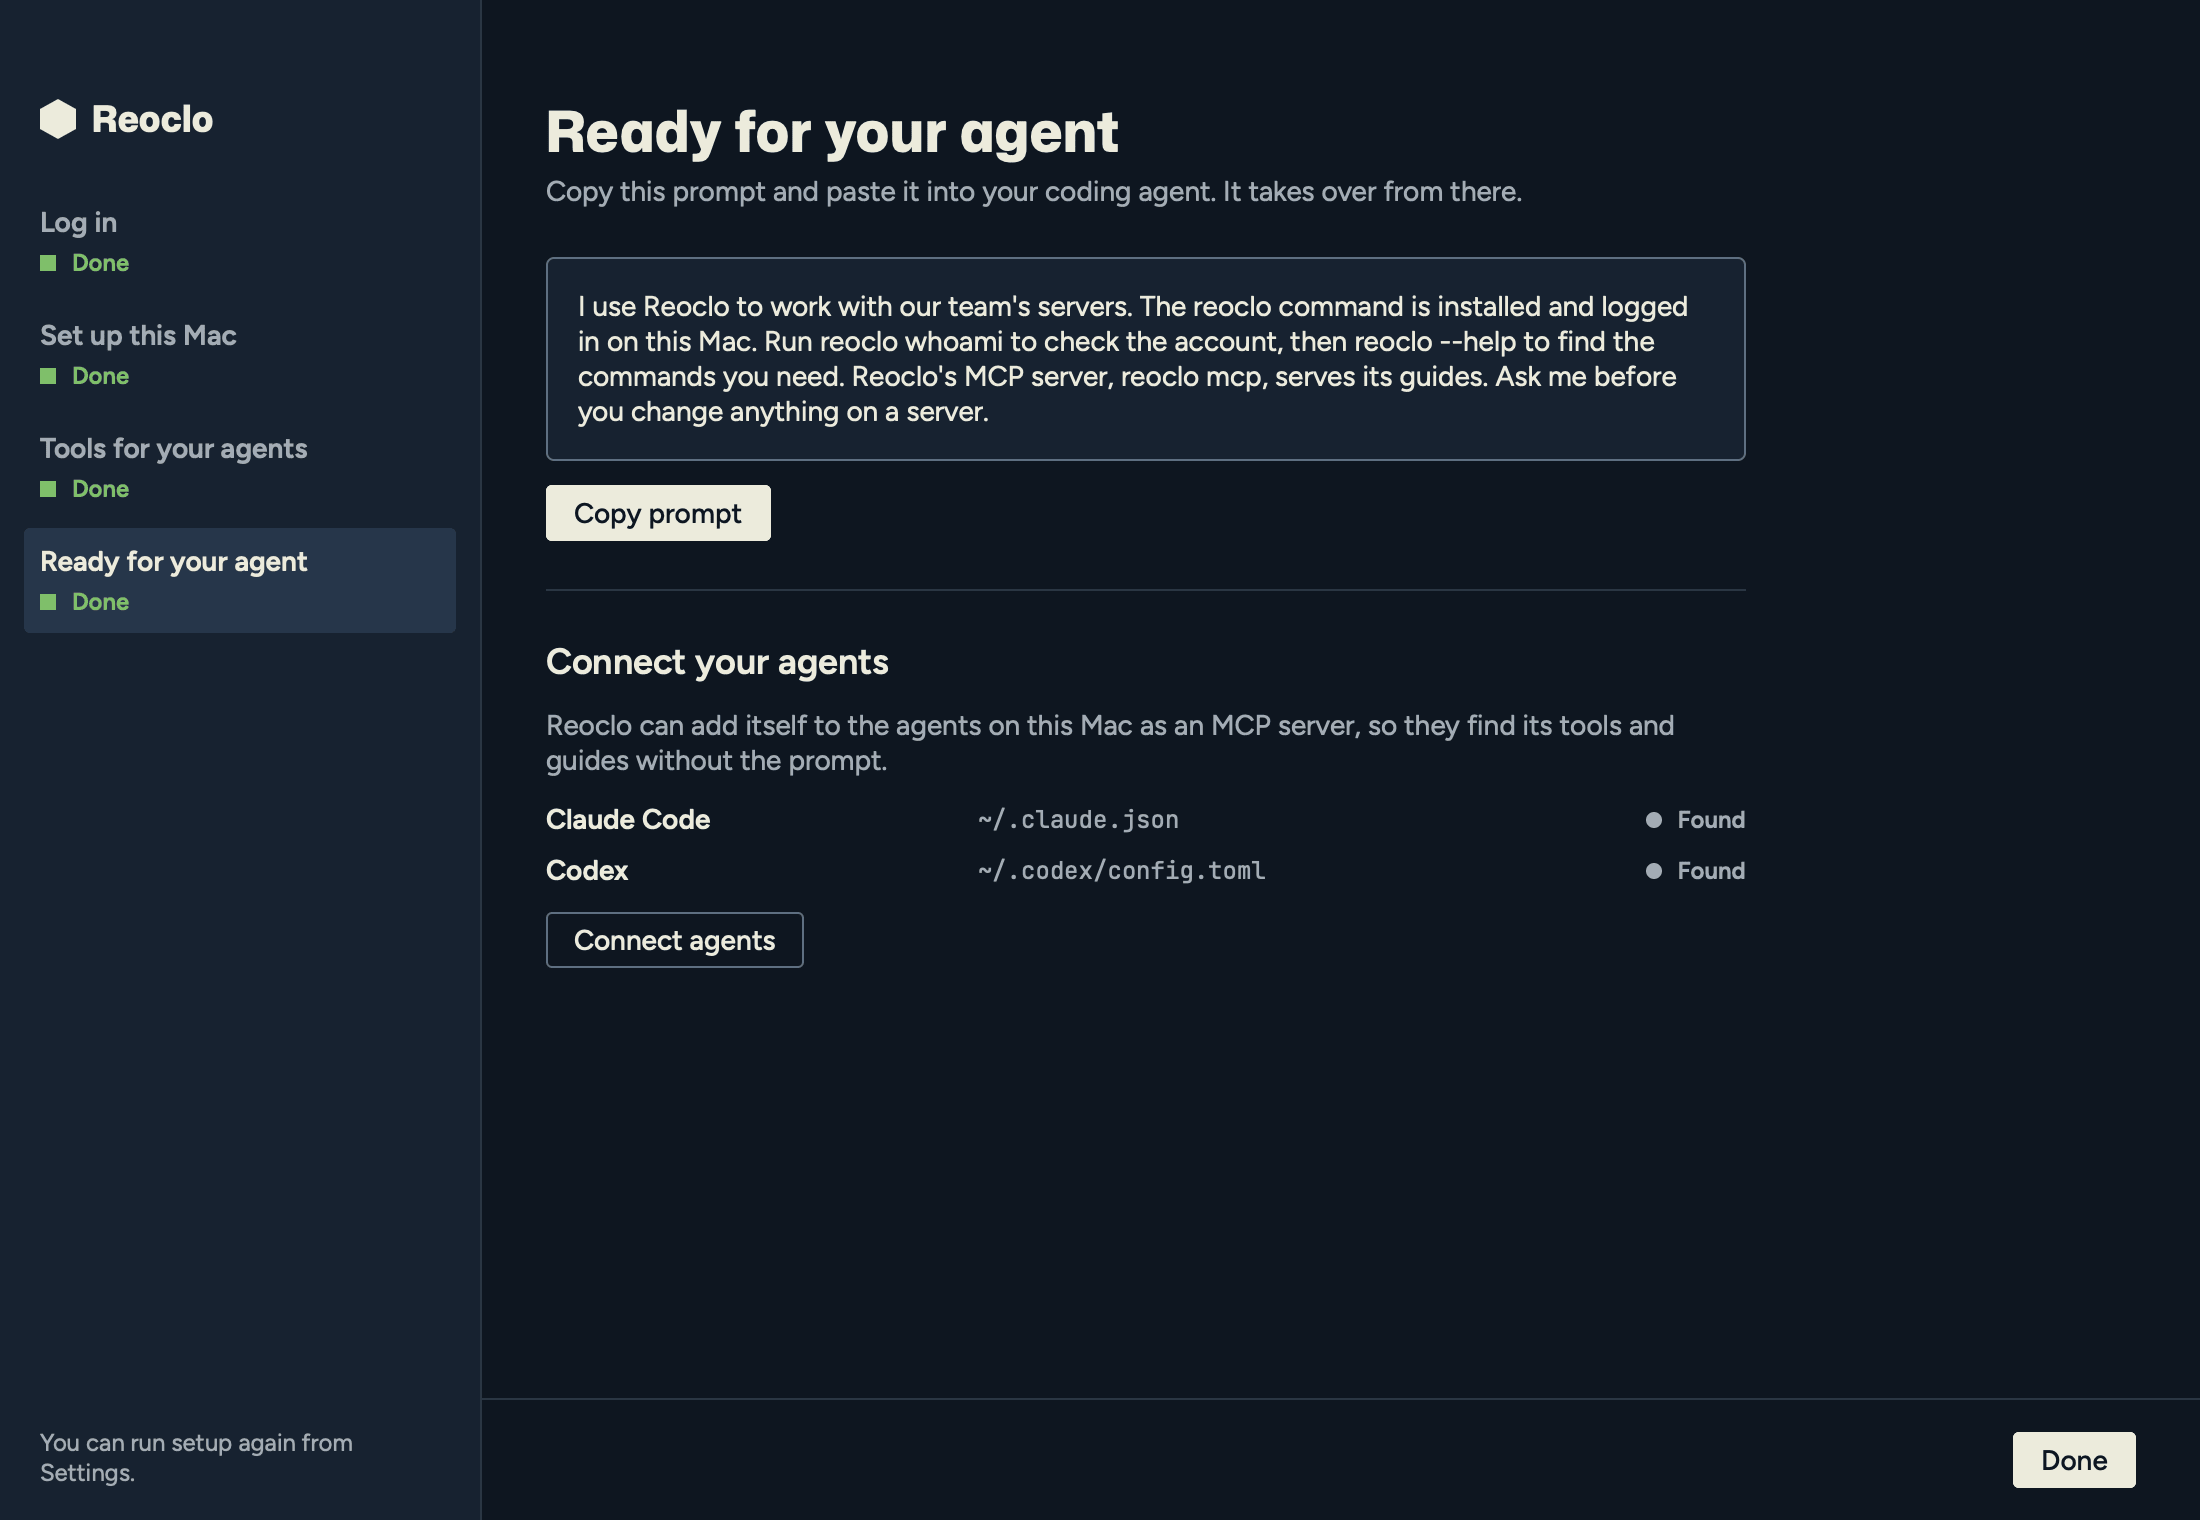 Reoclo
Log in
Done
Set up this Mac
Done
Tools for your agents
Done
Ready for your agent
Done
You can run setup again from
Settings.
Ready for your agent
Copy this prompt and paste it into your coding agent. It takes over from there.
I use Reoclo to work with our team's servers. The reoclo command is installed and logged
in on this Mac. Run reoclo whoami to check the account, then reoclo --help to find the
commands you need. Reoclo's MCP server, reoclo mcp, serves its guides. Ask me before
you change anything on a server.
Copy prompt
Connect your agents
Reoclo can add itself to the agents on this Mac as an MCP server, so they find its tools and
guides without the prompt.
Claude Code ~/.claude.json Found
Codex ~/.codex/config.toml Found
Connect agents
Done